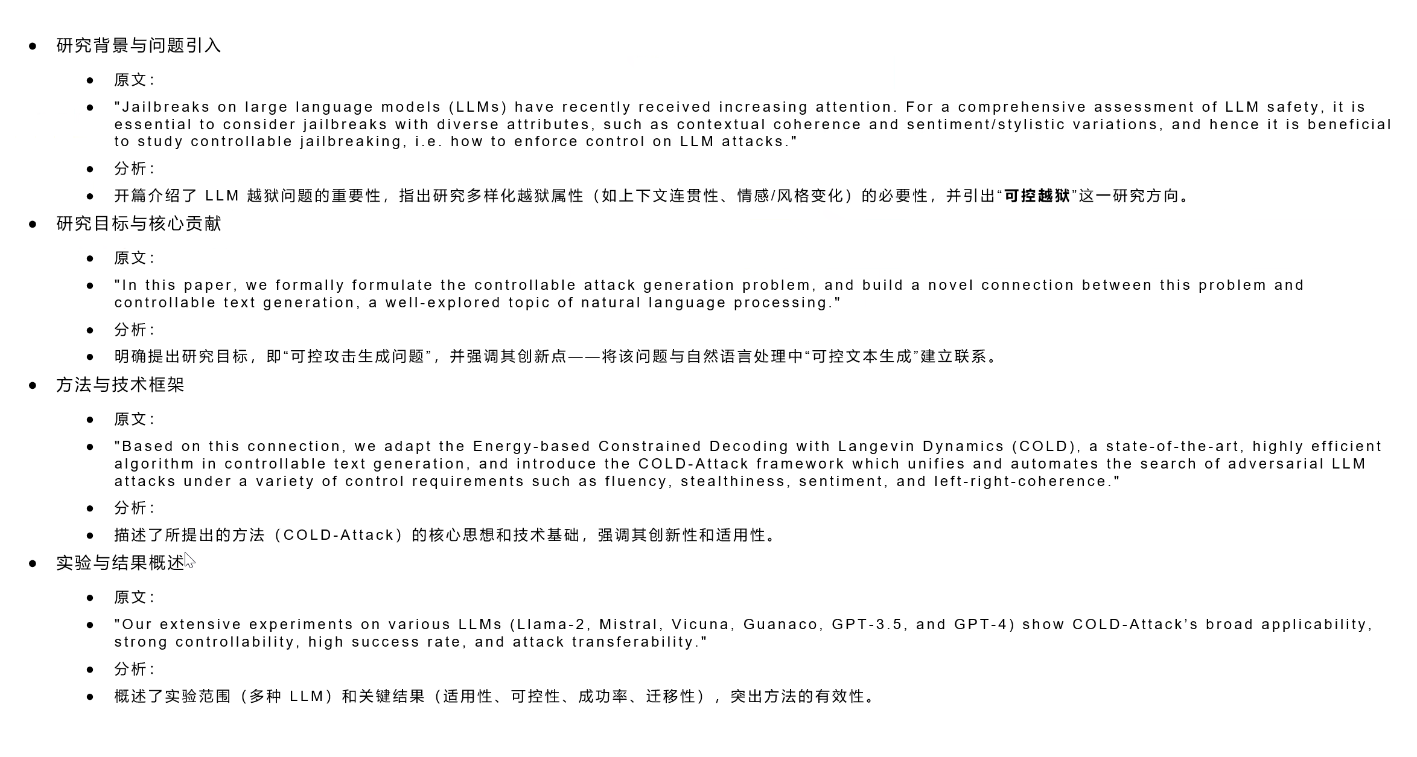 研究背景与问题引入
原文:
"Jailbreaks on large language models (LLMs) have recently received increasing attention. For a comprehensive assessment of LLM safety, it is
essential to consider jailbreaks with diverse attributes, such as contextual coherence and sentiment/stylistic variations, and hence it is beneficial
to study controllable jailbreaking, i.e. how to enforce control on LLM attacks."
分析:
开篇介绍了 LLM 越狱问题的重要性，指出研究多样化越狱属性（如上下文连贯性、情感/风格变化）的必要性，并引出“可控越狱”这一研究方向。
研究目标与核心贡献
原文:
"In this paper, we formally formulate the controllable attack generation problem, and build a novel connection between this problem and
controllable text generation, a well-explored topic of natural language processing."
分析:
明确提出研究目标，即“可控攻击生成问题”，并强调其创新点——将该问题与自然语言处理中“可控文本生成”建立联系。
方法与技术框架
原文:
"Based on this connection, we adapt the Energy-based Constrained Decoding with Langevin Dynamics (COLD), a state-of-the-art, highly efficient
algorithm in controllable text generation, and introduce the COLD-Attack framework which unifies and automates the search of adversarial LLM
attacks under a variety of control requirements such as fluency, stealthiness, sentiment, and left-right-coherence."
分析:
描述了所提出的方法（COLD-Attack）的核心思想和技术基础，强调其创新性和适用性。
实验与结果概述
原文:
"Our extensive experiments on various LLMs (Llama-2, Mistral, Vicuna, Guanaco, GPT-3.5, and GPT-4) show COLD-Attack's broad applicability,
strong controllability, high success rate, and attack transferability."
分析:
概述了实验范围（多种 LLM）和关键结果（适用性、可控性、成功率、迁移性），突出方法的有效性。